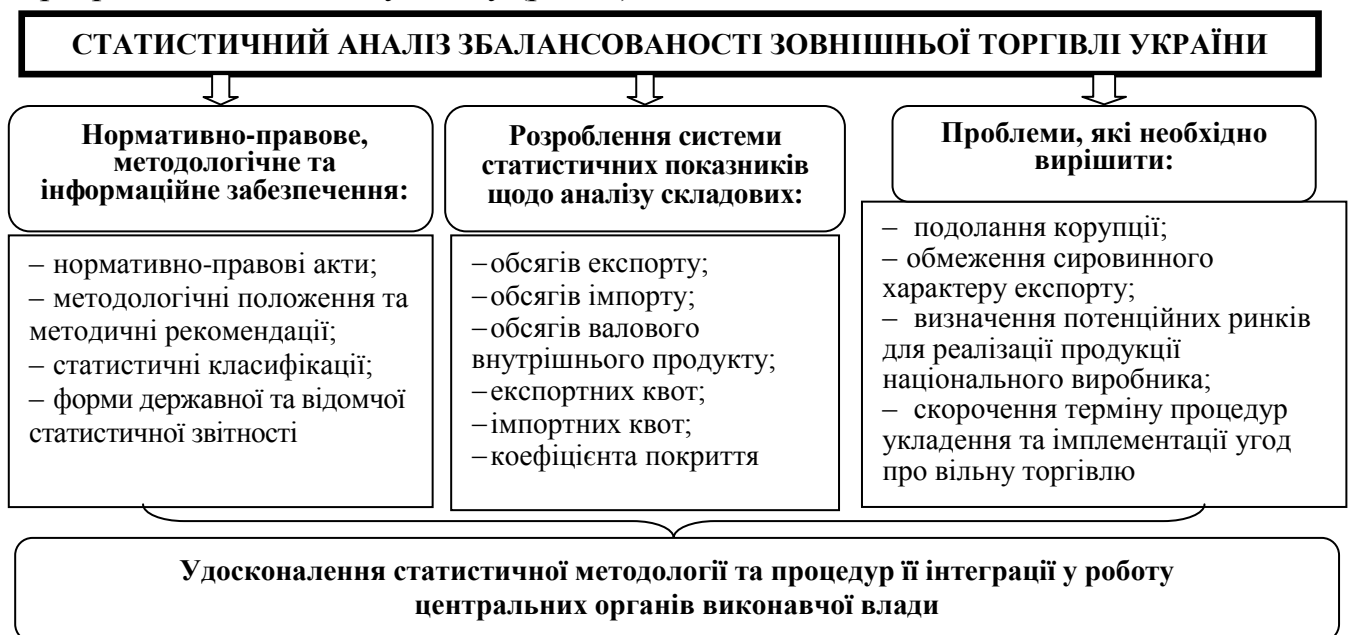 СТАТИСТИЧНИЙ АНАЛІЗ ЗБАЛАНСОВАНОСТІ ЗОВНІШНЬОЇ ТОРГІВЛІ УКРАЇНИ
Нормативно-правове,
методологічне та
інформаційне забезпечення:
– нормативно-правові акти;
– методологічні положення та
методичні рекомендації;
– статистичні класифікації;
– форми державної та відомчої
статистичної звітності
Розроблення системи
статистичних показників
щодо аналізу складових:
–обсягів експорту;
–обсягів імпорту;
–обсягів валового
внутрішнього продукту;
–експортних квот;
–імпортних квот;
–коефіцієнта покриття
Проблеми, які необхідно
вирішити:
– подолання корупції;
– обмеження сировинного
характеру експорту;
– визначення потенційних ринків
для реалізації продукції
національного виробника;
– скорочення терміну процедур
укладення та імплементації угод
про вільну торгівлю
Удосконалення статистичної методології та процедур її інтеграції у роботу
центральних органів виконавчої влади